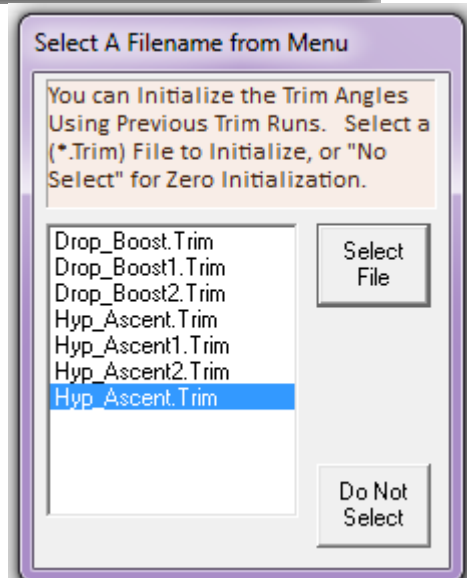 Select A Filename from Menu
You can Initialize the Trim Angles
Using Previous Trim Runs. Select a
(*.Trim) File to Initialize, or "No
Select" for Zero Initialization.
Drop_Boost.Trim
Drop_Boost1.Trim
Drop_Boost2.Trim
Hyp_Ascent.Trim
Hyp_Ascent1.Trim
Hyp_Ascent2.Trim
Hyp_Ascent.Trim
Select
File
Do Not
Select